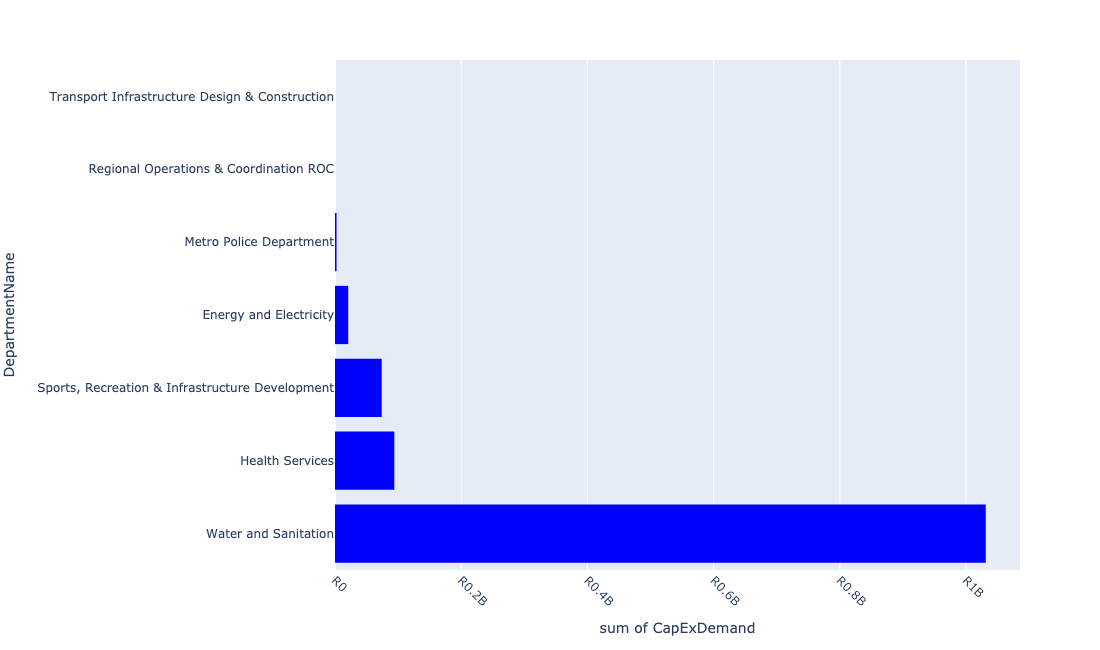 Transport Infrastructure Design & Construction
Regional Operations & Coordination ROC
Metro Police Department
Energy and Electricity
Sports, Recreation & Infrastructure Development
Health Services
Water and Sanitation
DepartmentName
R0
R0.2B
R0.4B
R0.6B
R0.8B
R1B
sum of CapExDemand